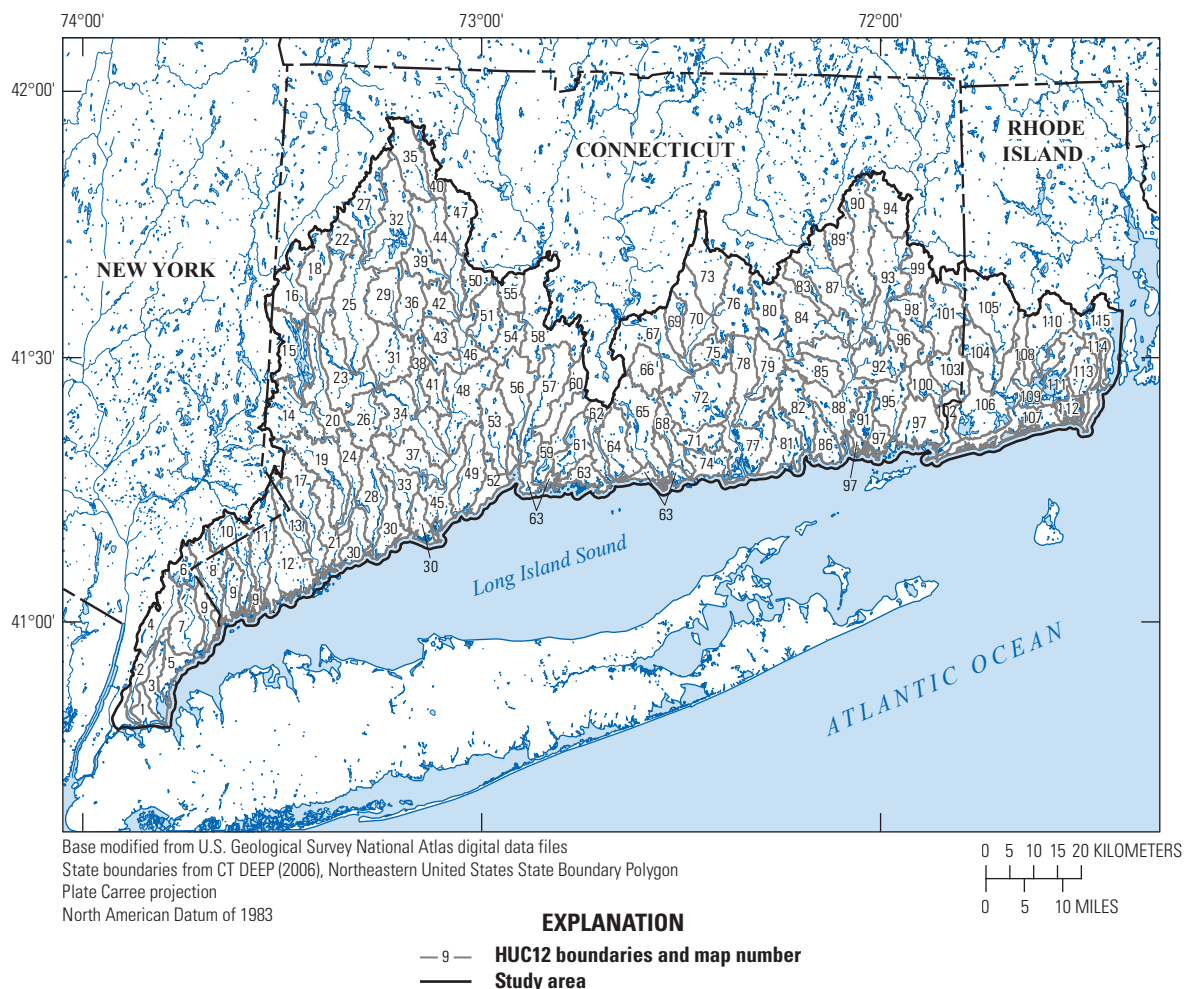 74°00' 73°00' 72°00'
42°00'
RHODE
ISLAND
CONNECTICUT
35
40
27 47 90 94
32
22 44 89
NEW YORK
39 99
18 73 93
50 83 87
16 29 55 76 105
25 36 42 51 98 101
69 70 80 84 110 115
67
43 54 58 96
15 41°30' 46 75 104 108 114
31 38 66 78 79 85 92 103
23 41 48 56 57 60 100 111 113
72 109
14 20 26 34 53 62 65 82 88 95 102 106 112
68 91 97 107
19 24 37 59 61 64 71 77 81 86 97
17 33 49 52 63 74
28 97
13 45
10 11 21 30 63 63
30
6 8 12 30
9 9
Long Island Sound
41°00'
4 7 9
2 5
3
1
ATLANTIC OCEAN
Base modified from U.S. Geological Survey National Atlas digital data files
State boundaries from CT DEEP (2006), Northeastern United States State Boundary Polygon
Plate Carree projection
North American Datum of 1983
0 5 10 15 20 KILOMETERS
0 5 10 MILES
EXPLANATION
9 HUC12 boundaries and map number
Study area